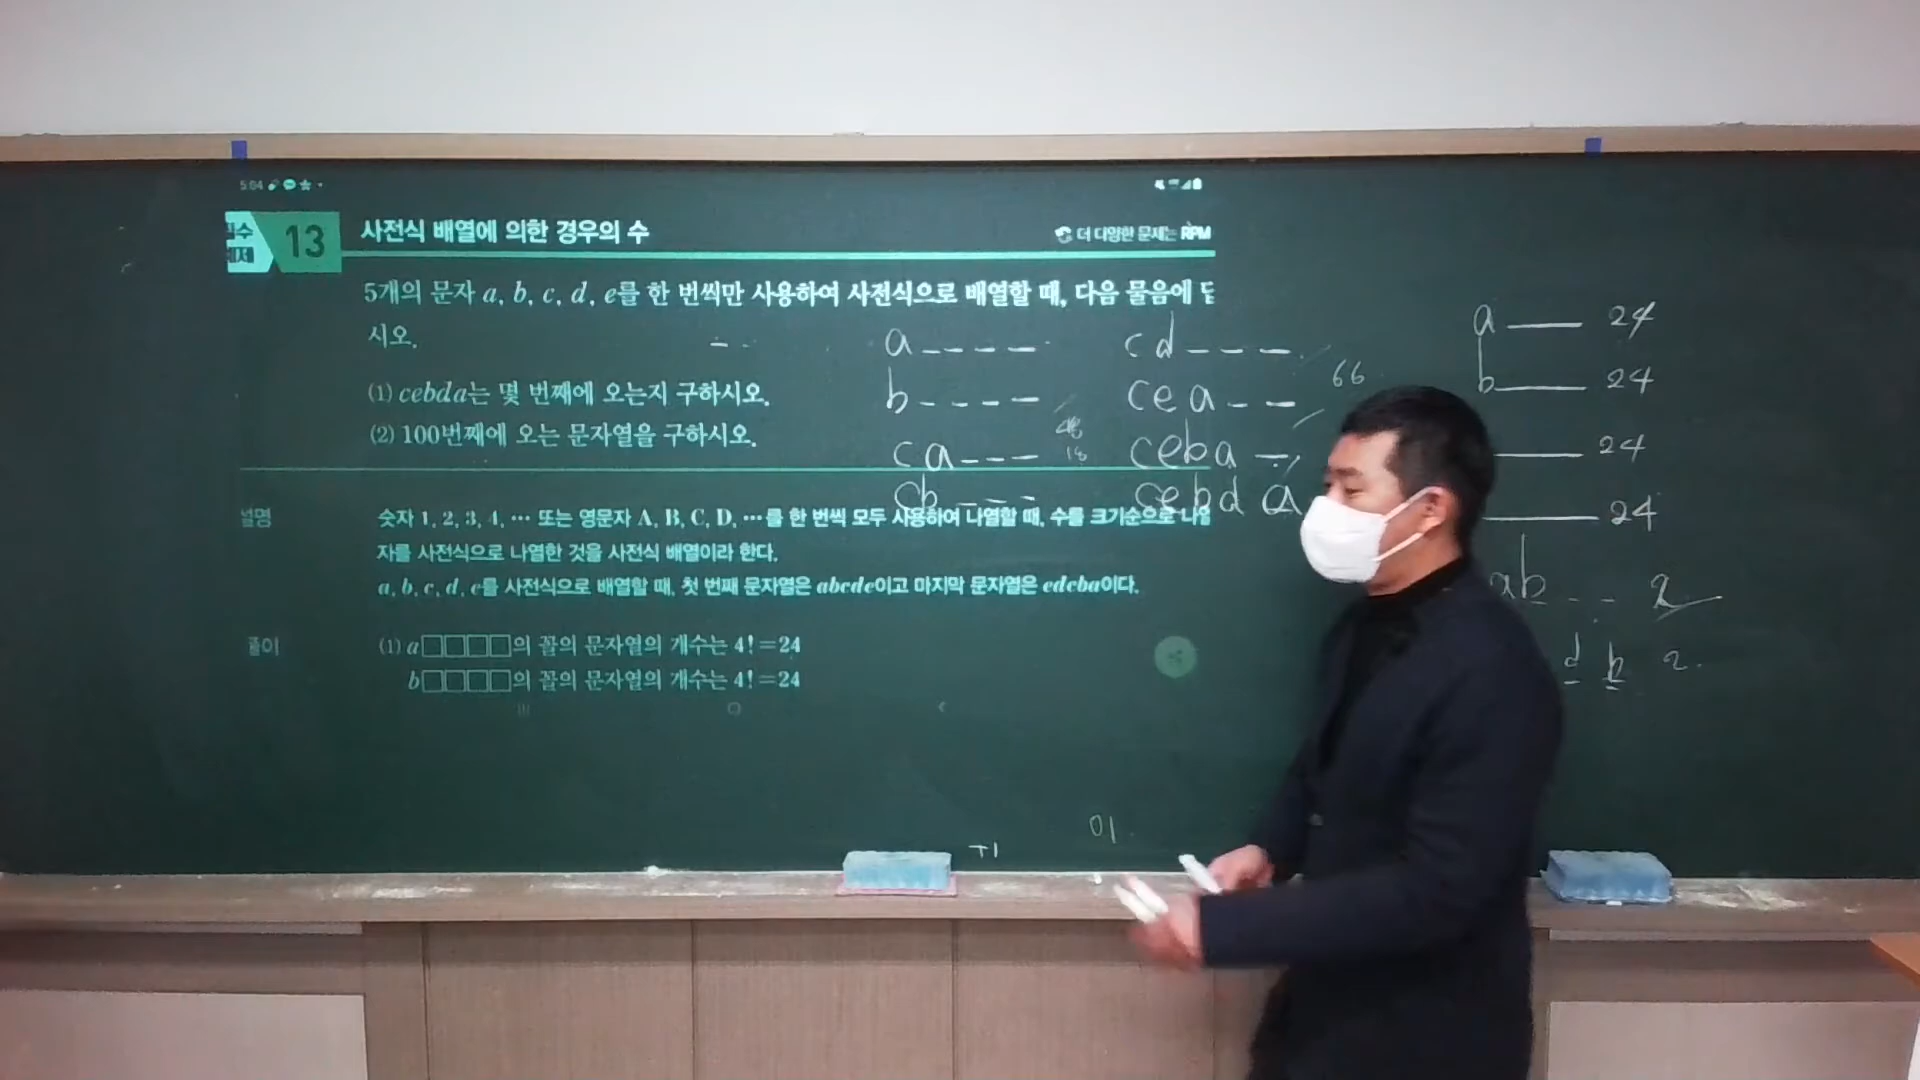 5:04
13 사전식 배열에 의한 경우의 수
더 다양한 문제는 RPM
5개의 문자 a, b, c, d, e를 한 번씩만 사용하여 사전식으로 배열할 때, 다음 물음에
시오.
(1) cebda는 몇 번째에 오는지 구하시오.
(2) 100번째에 오는 문자열을 구하시오.
설명
숫자 1, 2, 3, 4, … 또는 영문자 A, B, C, D, …를 한 번씩 모두 사용하여 나열할 때, 수를 크기순으로
자를 사전식으로 나열한 것을 사전식 배열이라 한다.
a, b, c, d, e를 사전식으로 배열할 때, 첫 번째 문자열은 abcde이고 마지막 문자열은 edcba이다.
풀이
(1) a□□□□의 꼴의 문자열의 개수는 4!=24
b□□□□의 꼴의 문자열의 개수는 4!=24
a _ _ _ _
b _ _ _ _
ca _ _ _
cb _ _ _
48
18
cd _ _ _
cea _ _
ceba _
cebda
66
a — 24
b — 24
— 24
— 24
ab
2
d b 2